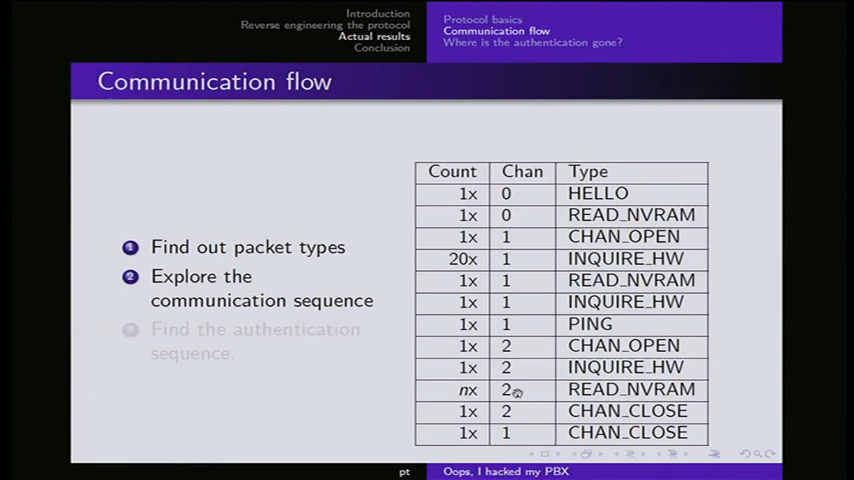 Introduction
Reverse engineering the protocol
Actual results
Conclusion
Protocol basics
Communication flow
Where is the authentication gone?
Communication flow
1 Find out packet types
2 Explore the
communication sequence
3 Find the authentication
sequence.
Count Chan Type
1x 0 HELLO
1x 0 READ_NVRAM
1x 1 CHAN_OPEN
20x 1 INQUIRE_HW
1x 1 READ_NVRAM
1x 1 INQUIRE_HW
1x 1 PING
1x 2 CHAN_OPEN
1x 2 INQUIRE_HW
nx 2 READ_NVRAM
1x 2 CHAN_CLOSE
1x 1 CHAN_CLOSE
pt Oops, I hacked my PBX